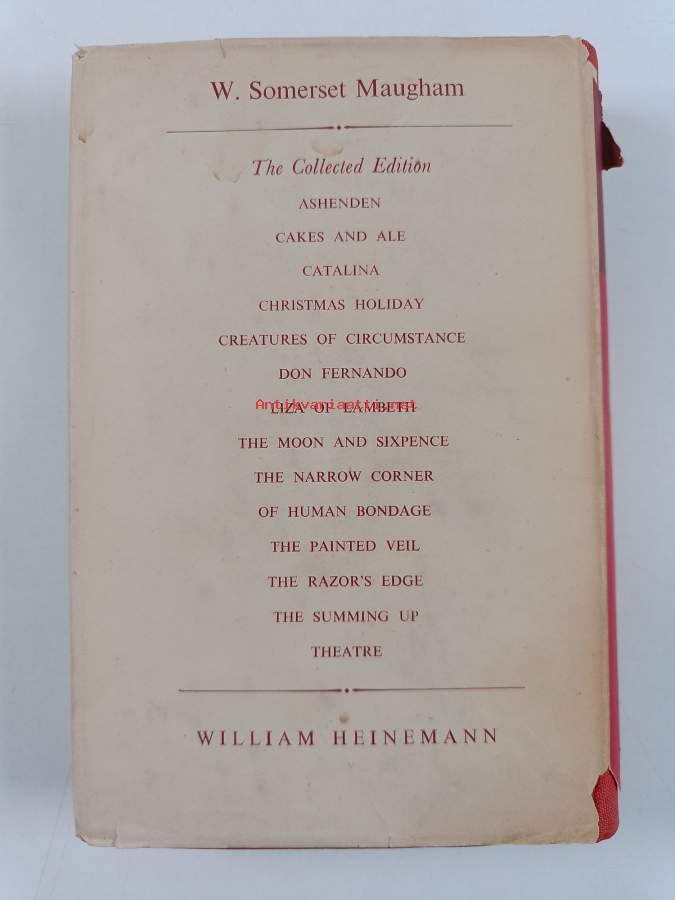 W. Somerset Maugham
The Collected Edition
ASHENDEN
CAKES AND ALE
CATALINA
CHRISTMAS HOLIDAY
CREATURES OF CIRCUMSTANCE
DON FERNANDO
LIZA OF LAMBETH
Antikvariaatti.net
THE MOON AND SIXPENCE
THE NARROW CORNER
OF HUMAN BONDAGE
THE PAINTED VEIL
THE RAZOR'S EDGE
THE SUMMING UP
THEATRE
WILLIAM HEINEMANN